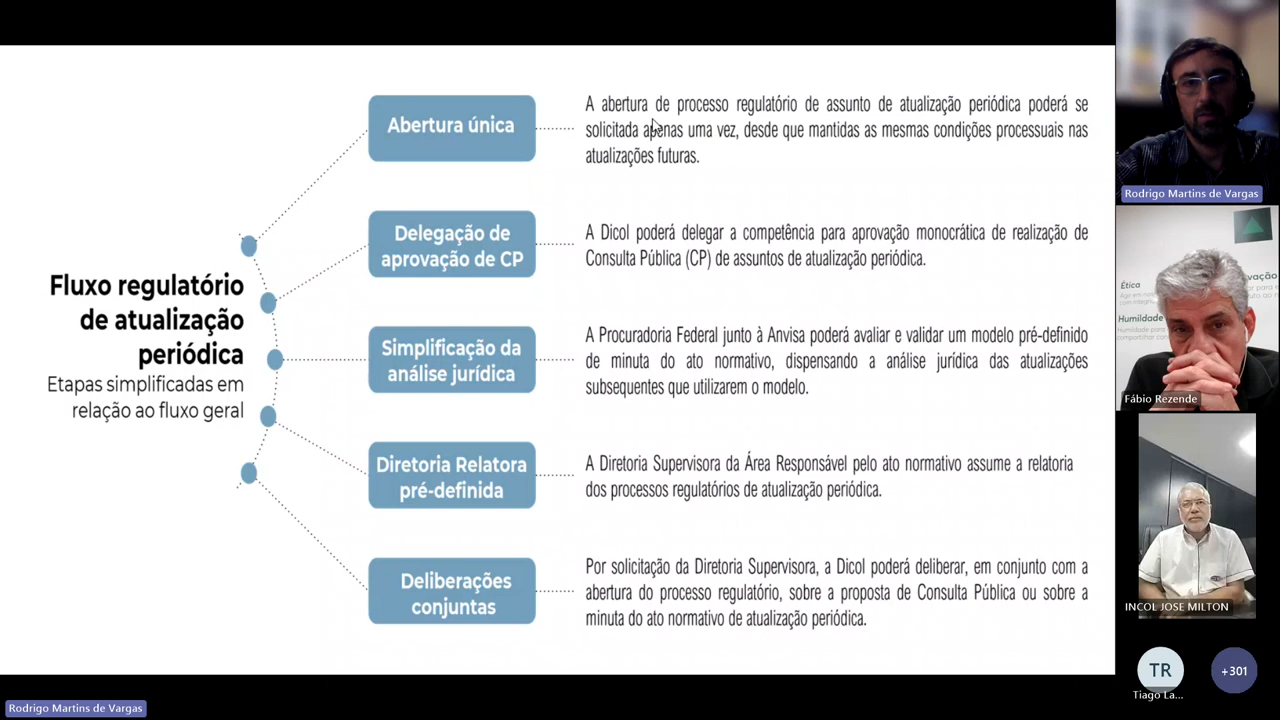 Fluxo regulatório
de atualização
periódica
Etapas simplificadas em
relação ao fluxo geral
Abertura única
A abertura de processo regulatório de assunto de atualização periódica poderá se
solicitada apenas uma vez, desde que mantidas as mesmas condições processuais nas
atualizações futuras.
Delegação de
aprovação de CP
A Dicol poderá delegar a competência para aprovação monocrática de realização de
Consulta Pública (CP) de assuntos de atualização periódica.
Simplificação da
análise jurídica
A Procuradoria Federal junto à Anvisa poderá avaliar e validar um modelo pré-definido
de minuta do ato normativo, dispensando a análise jurídica das atualizações
subsequentes que utilizarem o modelo.
Diretoria Relatora
pré-definida
A Diretoria Supervisora da Área Responsável pelo ato normativo assume a relatoria
dos processos regulatórios de atualização periódica.
Deliberações
conjuntas
Por solicitação da Diretoria Supervisora, a Dicol poderá deliberar, em conjunto com a
abertura do processo regulatório, sobre a proposta de Consulta Pública ou sobre a
minuta do ato normativo de atualização periódica.
Rodrigo Martins de Vargas
Rodrigo Martins de Vargas
Ética
Humildade
Fábio Rezende
INCOL JOSE MILTON
TR
Tiago La...
+301